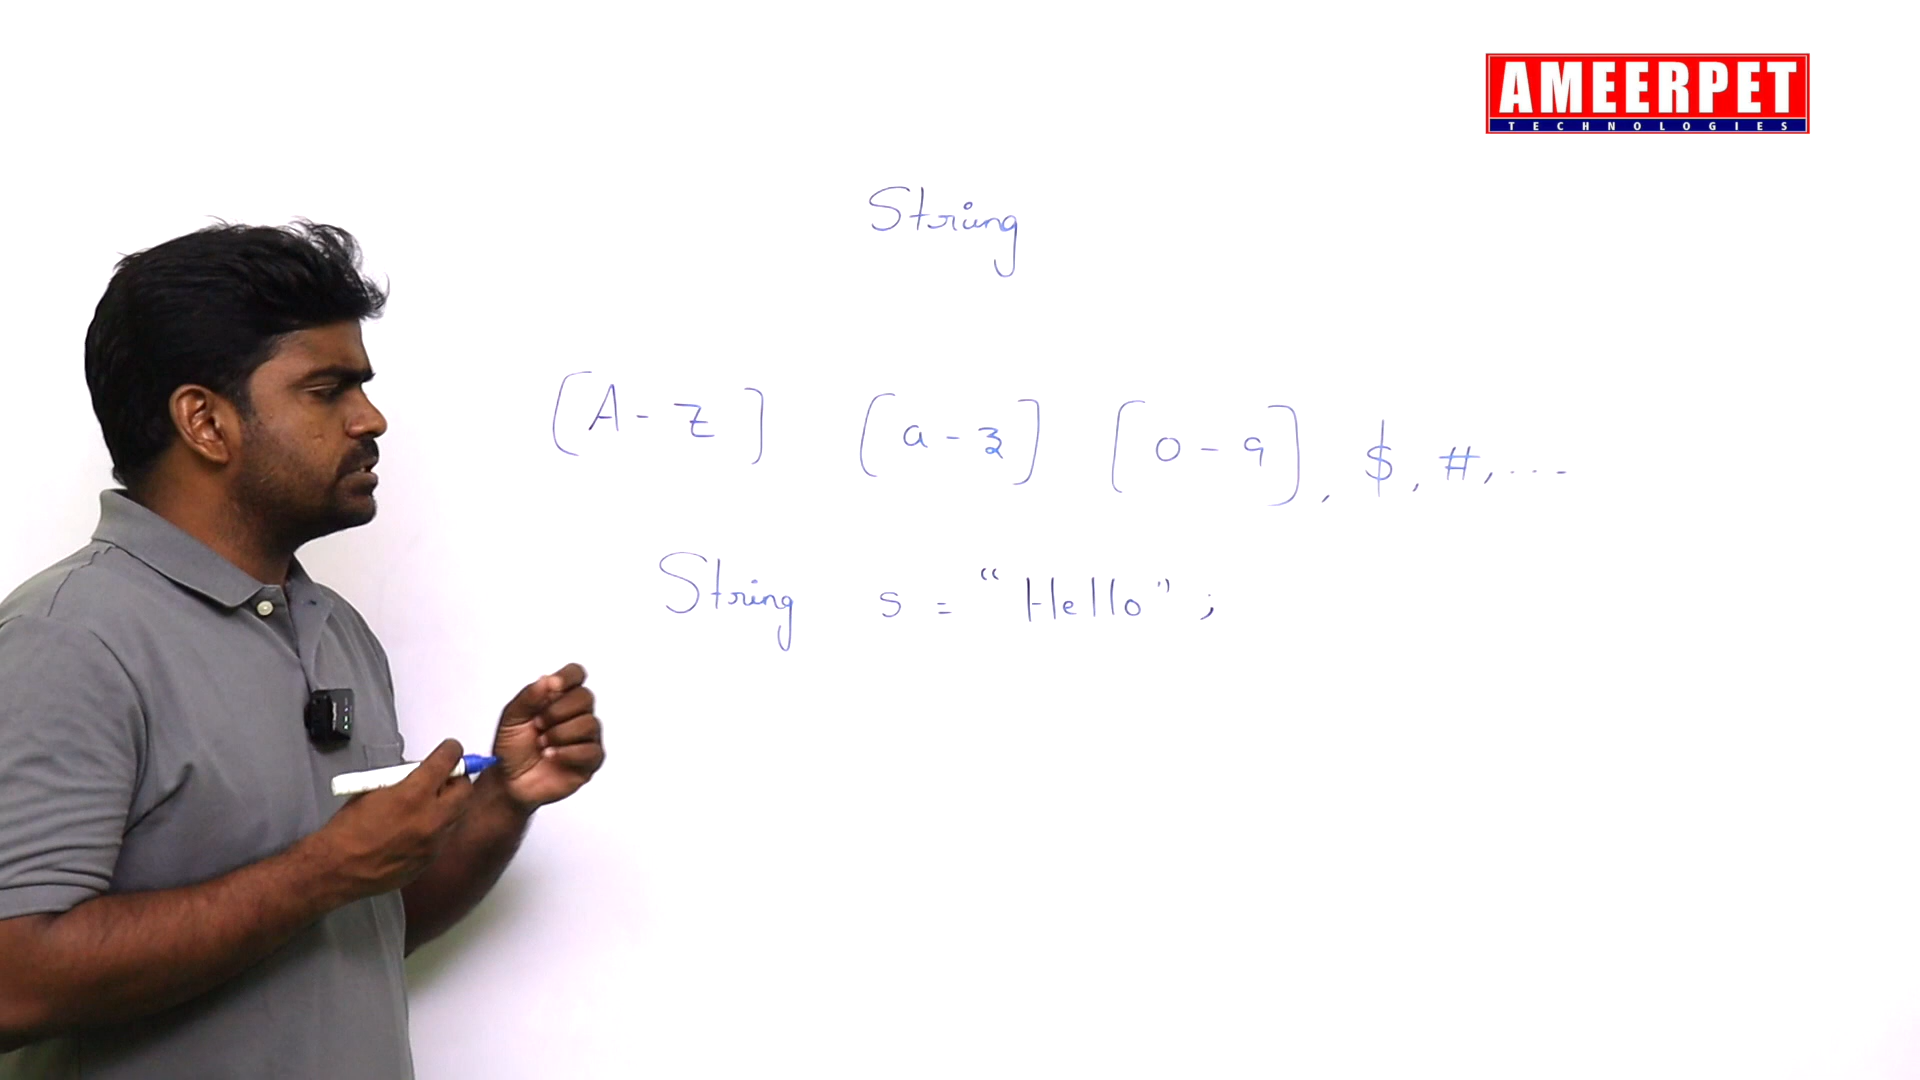 AMEERPET
TECHNOLOGIES
String
[A - Z] [a - z] [0 - 9], $, #, ...
String s = "Hello";